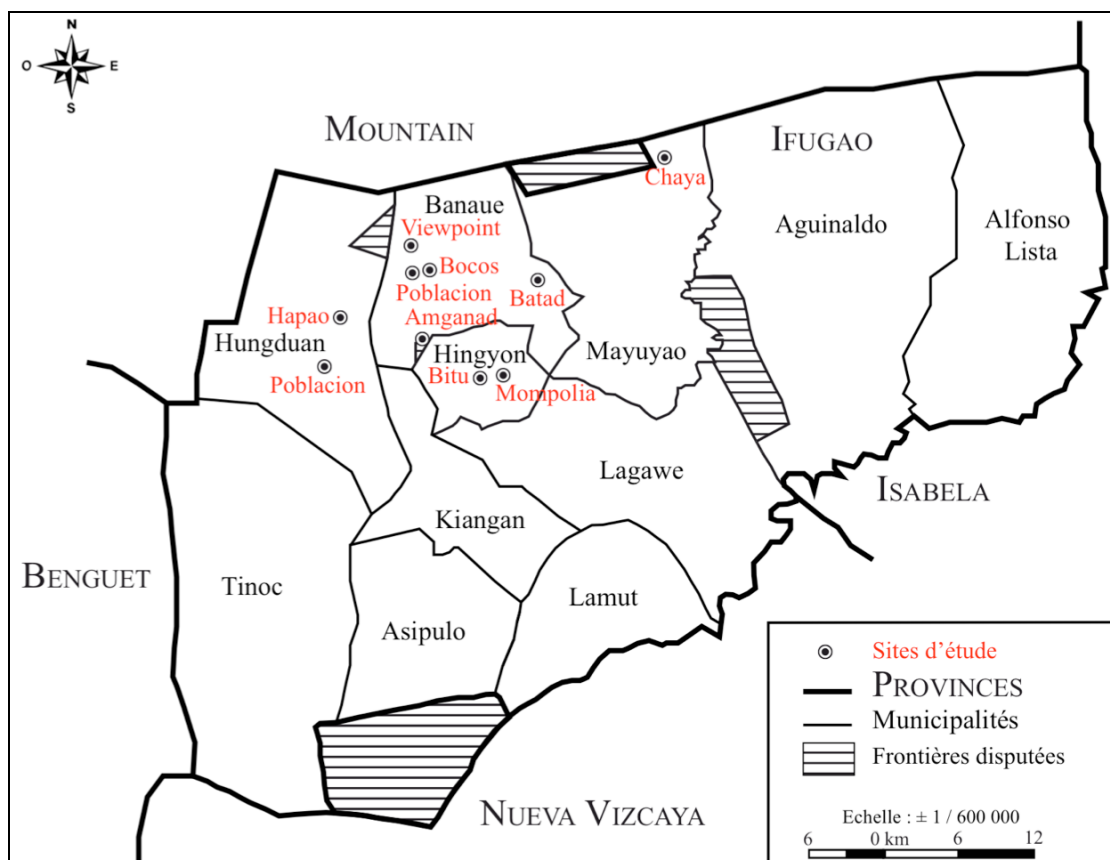 N
O
E
S
MOUNTAIN
IFUGAO
Chaya
Banaue
Aguinaldo
Alfonso
Lista
Viewpoint
Bocos
Poblacion
Batad
Amganad
Hapao
Hungduan
Hingyon
Mayuyao
Poblacion
Bitu
Mompolia
Lagawe
ISABELA
Kiangan
BENGUET
Tinoc
Lamut
Asipulo
NUEVA VIZCAYA
Sites d'étude
PROVINCES
Municipalités
Frontières disputées
Echelle : ± 1 / 600 000
6 0 km 6 12